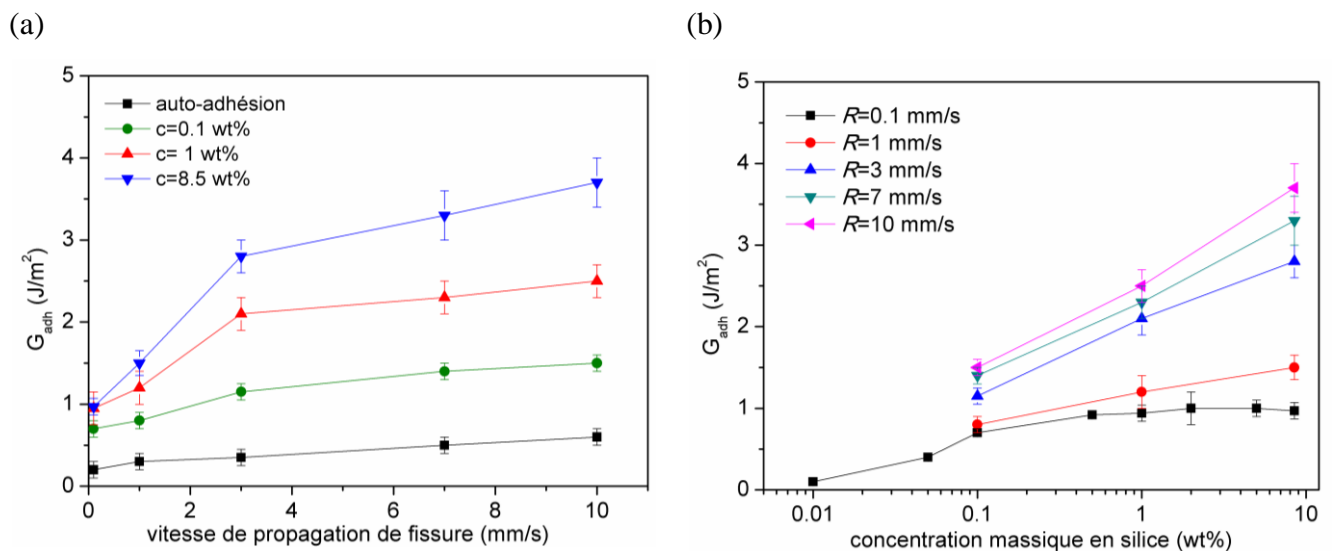 (a)
5
4
3
2
1
0
G_adh (J/m²)
auto-adhésion
c=0.1 wt%
c= 1 wt%
c=8.5 wt%
0 2 4 6 8 10
vitesse de propagation de fissure (mm/s)
(b)
5
4
3
2
1
0
G_adh (J/m²)
R=0.1 mm/s
R=1 mm/s
R=3 mm/s
R=7 mm/s
R=10 mm/s
0.01 0.1 1 10
concentration massique en silice (wt%)